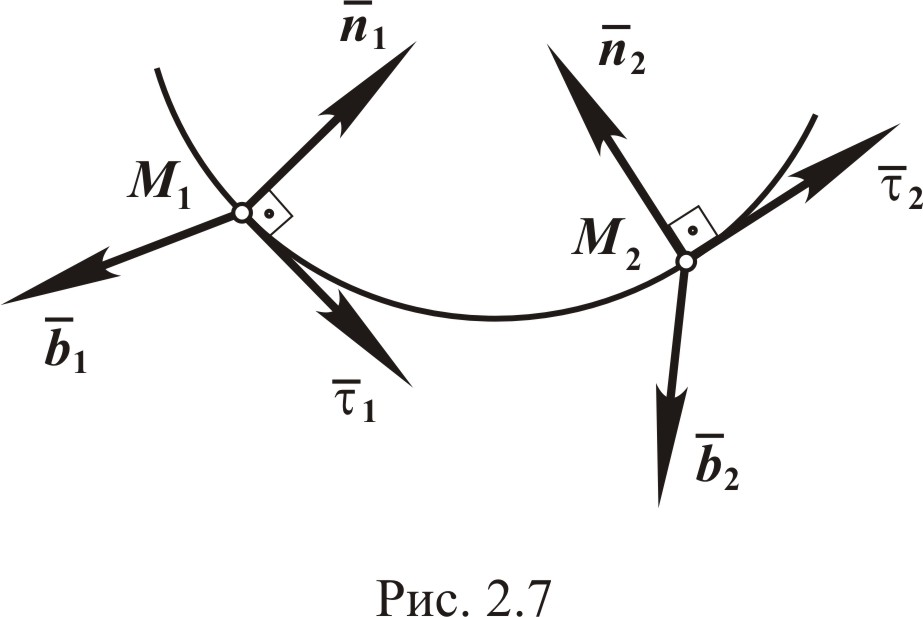 n̅₁
n̅₂
M₁
τ̅₂
M₂
b̅₁
τ̅₁
b̅₂
Рис. 2.7